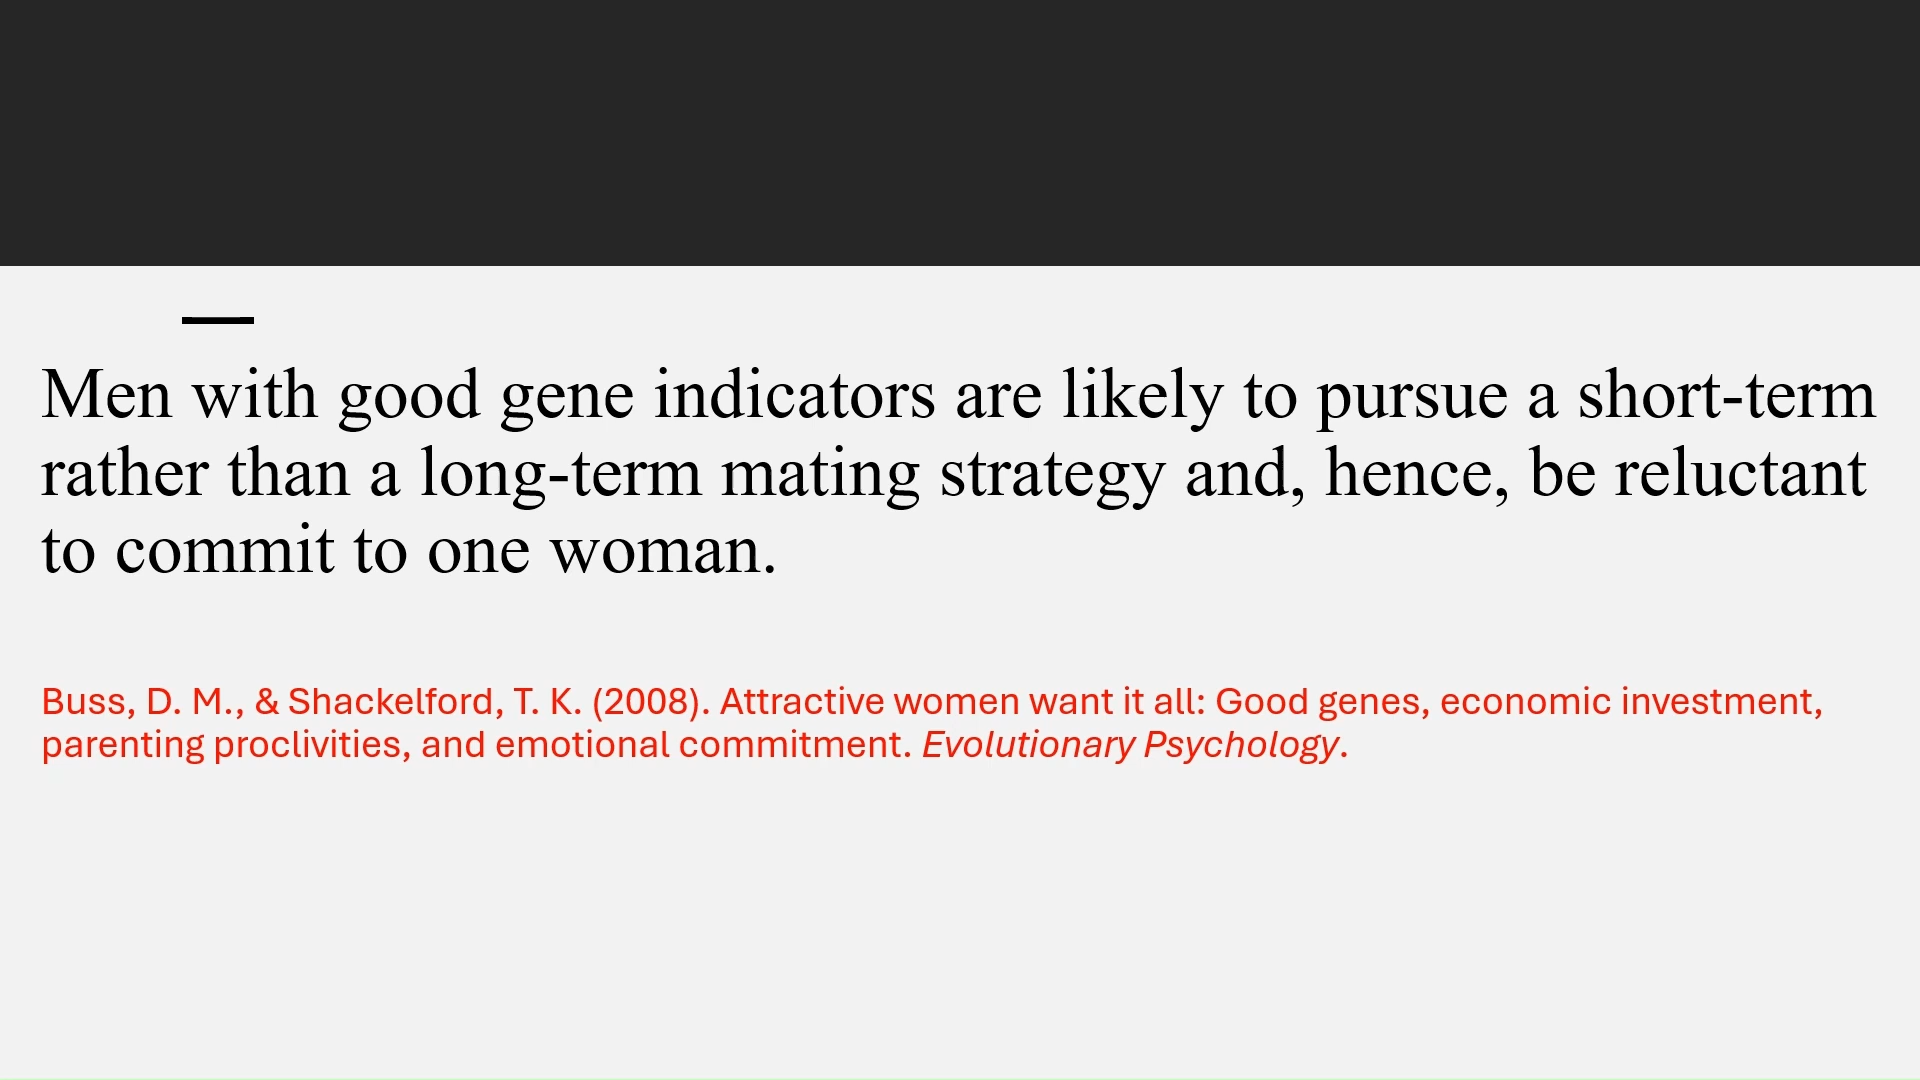 Men with good gene indicators are likely to pursue a short-term
rather than a long-term mating strategy and, hence, be reluctant
to commit to one woman.
Buss, D. M., & Shackelford, T. K. (2008). Attractive women want it all: Good genes, economic investment,
parenting proclivities, and emotional commitment. Evolutionary Psychology.